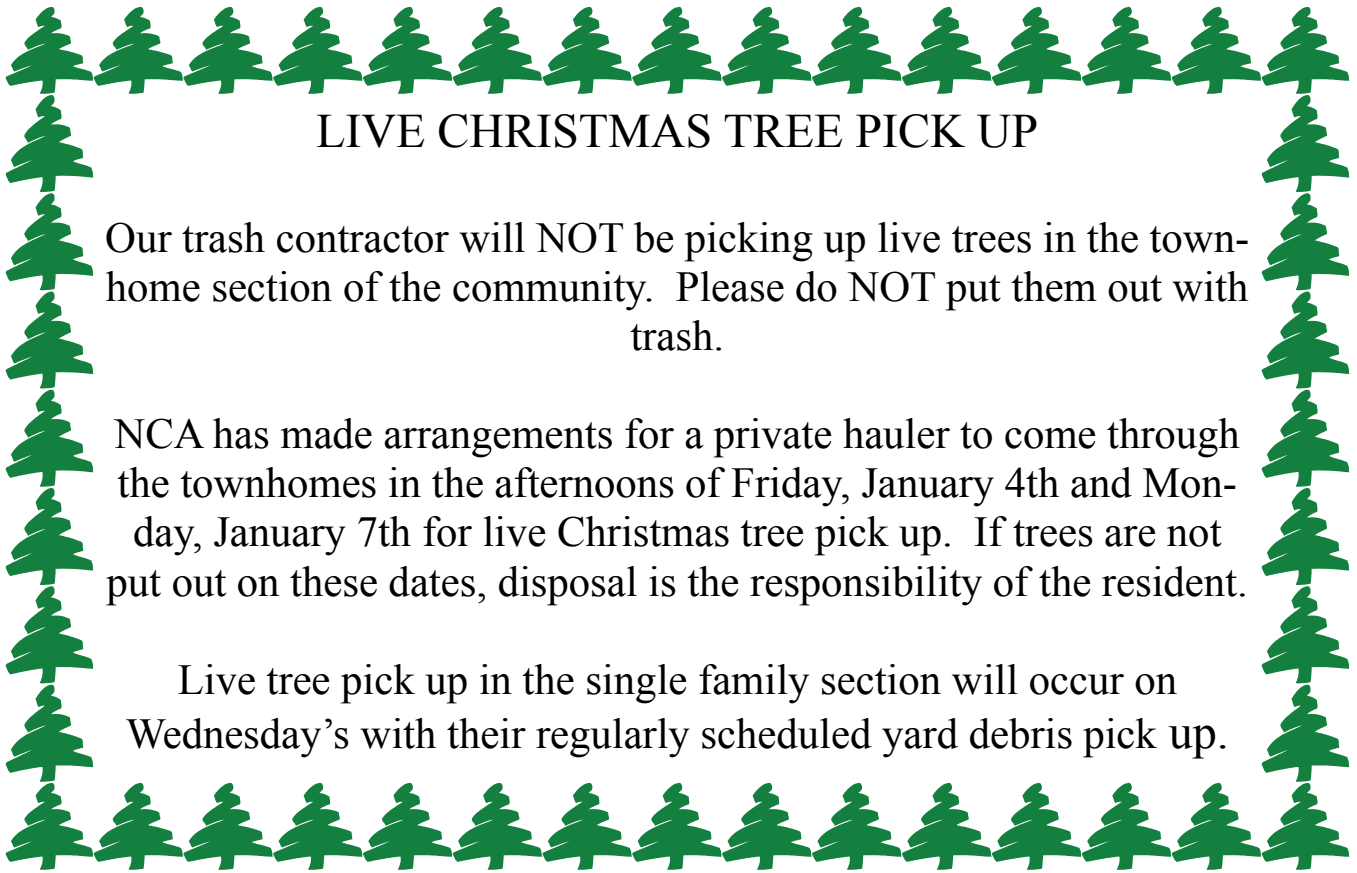 LIVE CHRISTMAS TREE PICK UP
Our trash contractor will NOT be picking up live trees in the town-
home section of the community.  Please do NOT put them out with
trash.
NCA has made arrangements for a private hauler to come through
the townhomes in the afternoons of Friday, January 4th and Mon-
day, January 7th for live Christmas tree pick up.  If trees are not
put out on these dates, disposal is the responsibility of the resident.
Live tree pick up in the single family section will occur on
Wednesday’s with their regularly scheduled yard debris pick up.